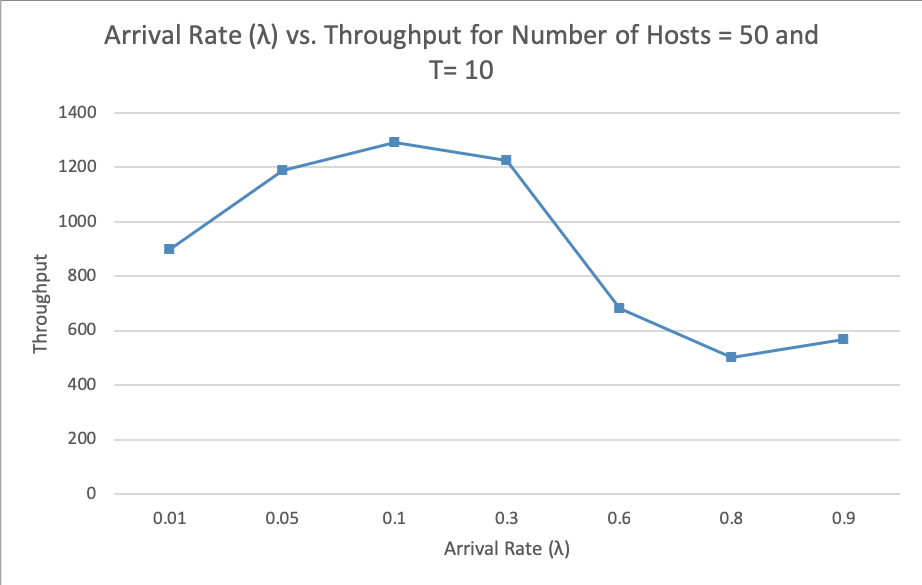 Arrival Rate (λ) vs. Throughput for Number of Hosts = 50 and
T= 10
1400
1200
1000
800
600
400
200
0
Throughput
0.01 0.05 0.1 0.3 0.6 0.8 0.9
Arrival Rate (λ)